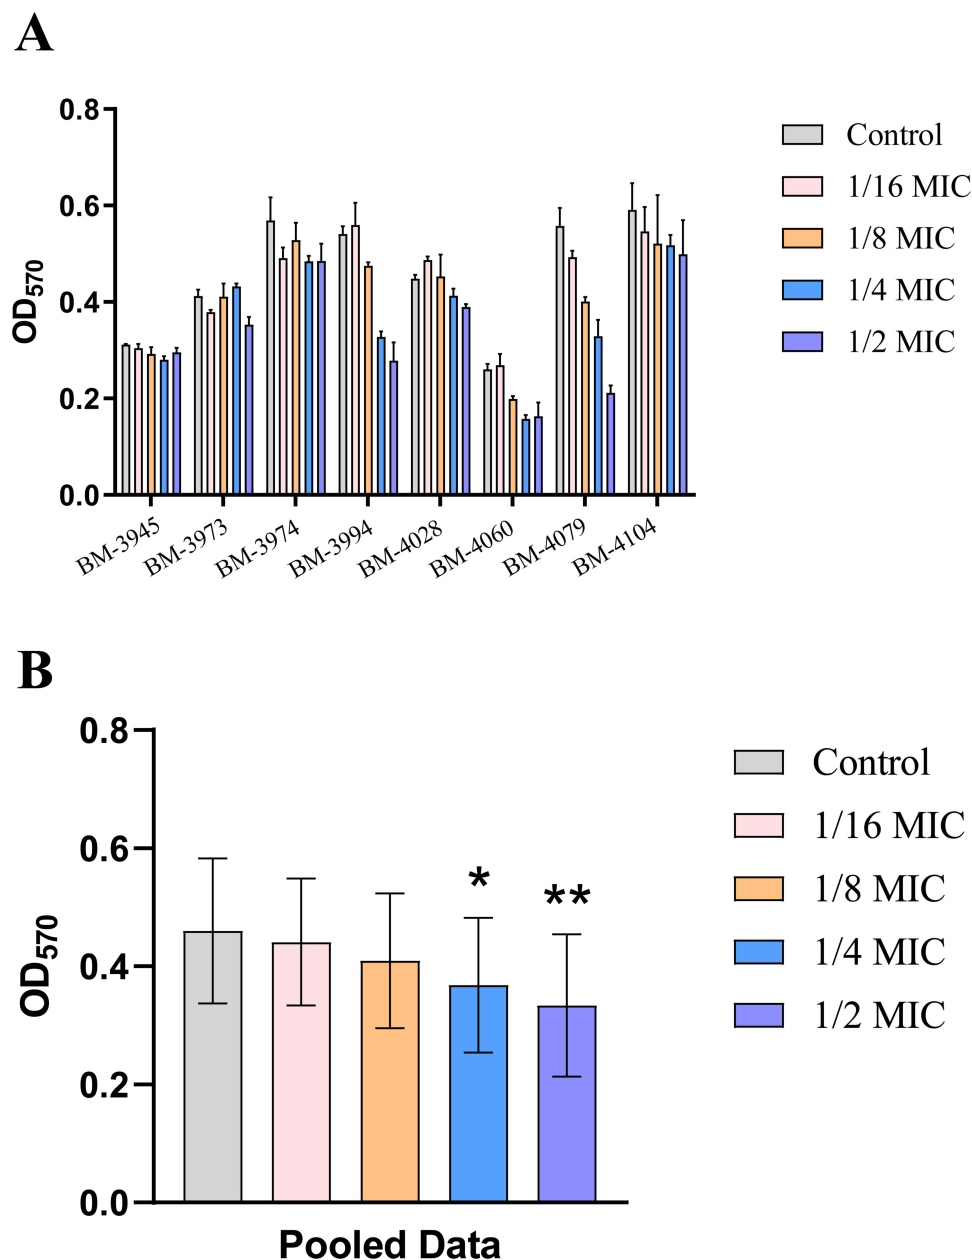 A
0.8
0.6
0.4
0.2
0.0
OD570
BM-3945
BM-3973
BM-3974
BM-3994
BM-4028
BM-4060
BM-4079
BM-4104
Control
1/16 MIC
1/8 MIC
1/4 MIC
1/2 MIC
B
0.8
0.6
0.4
0.2
0.0
OD570
*
**
Pooled Data
Control
1/16 MIC
1/8 MIC
1/4 MIC
1/2 MIC